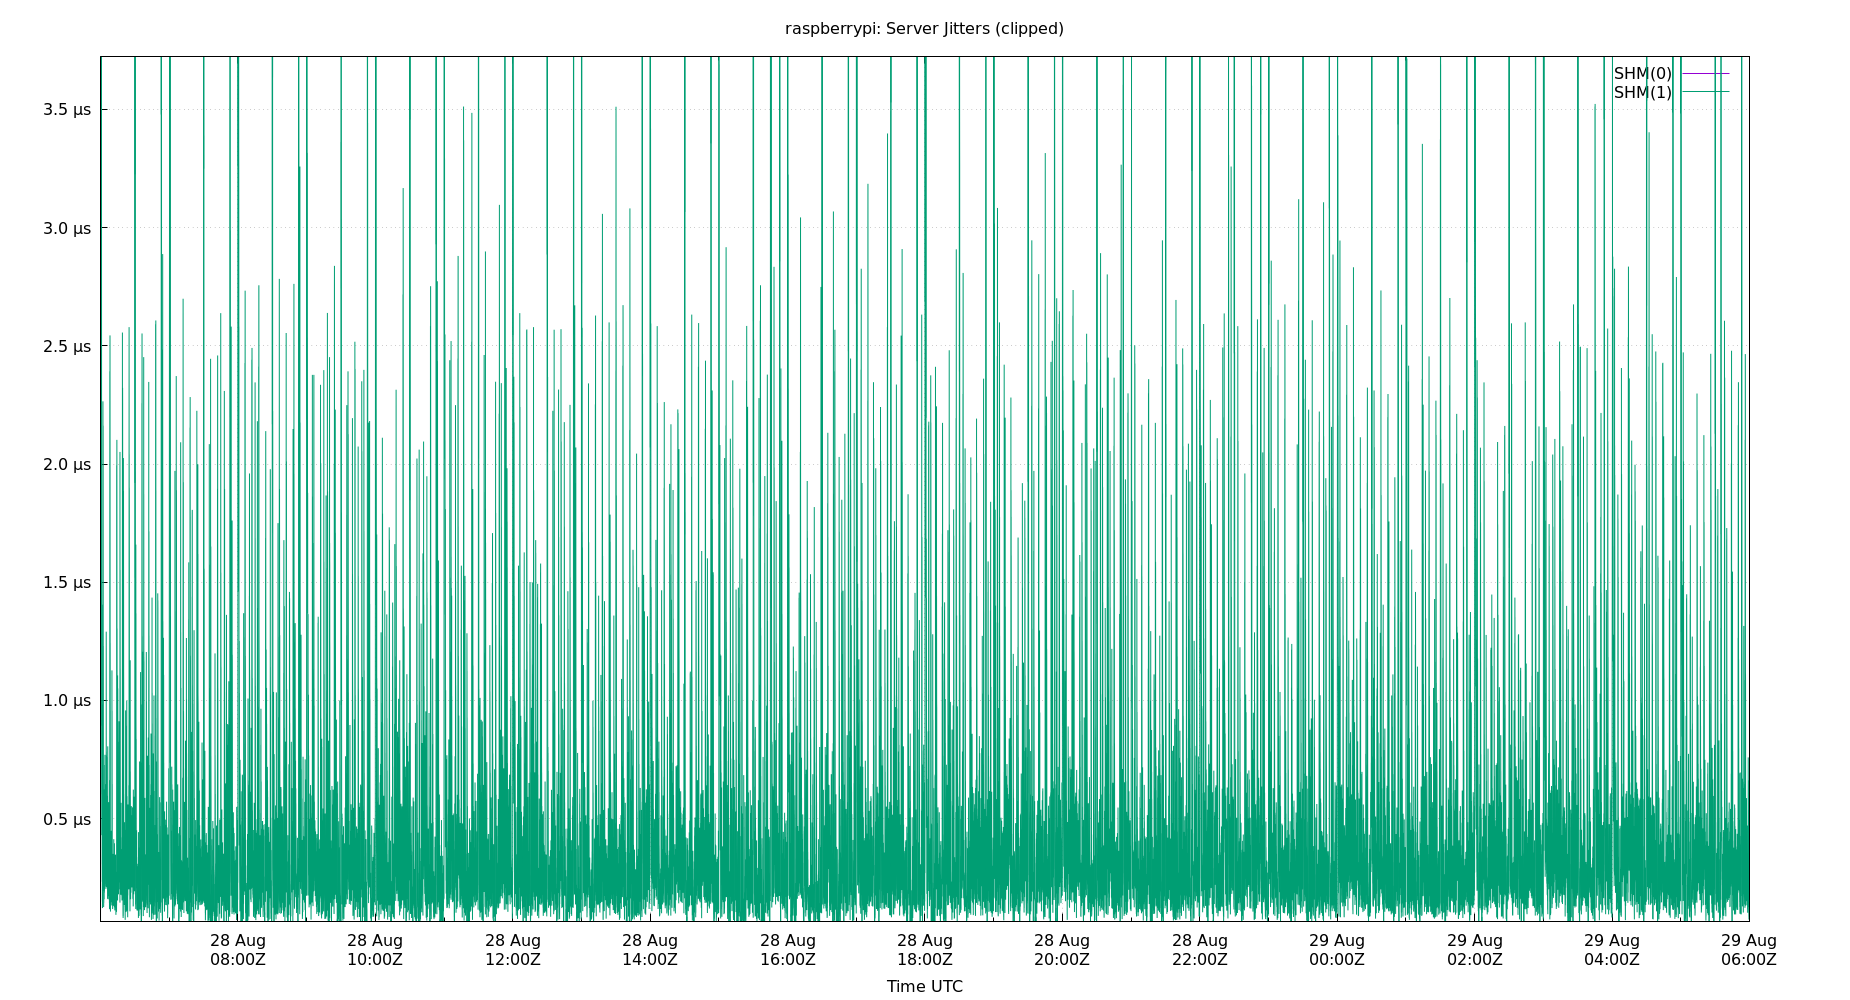 raspberrypi: Server Jitters (clipped)
SHM(0)
SHM(1)
3.5 µs
3.0 µs
2.5 µs
2.0 µs
1.5 µs
1.0 µs
0.5 µs
28 Aug 28 Aug 28 Aug 28 Aug 28 Aug 28 Aug 28 Aug 28 Aug 29 Aug 29 Aug 29 Aug 29 Aug
08:00Z 10:00Z 12:00Z 14:00Z 16:00Z 18:00Z 20:00Z 22:00Z 00:00Z 02:00Z 04:00Z 06:00Z
Time UTC